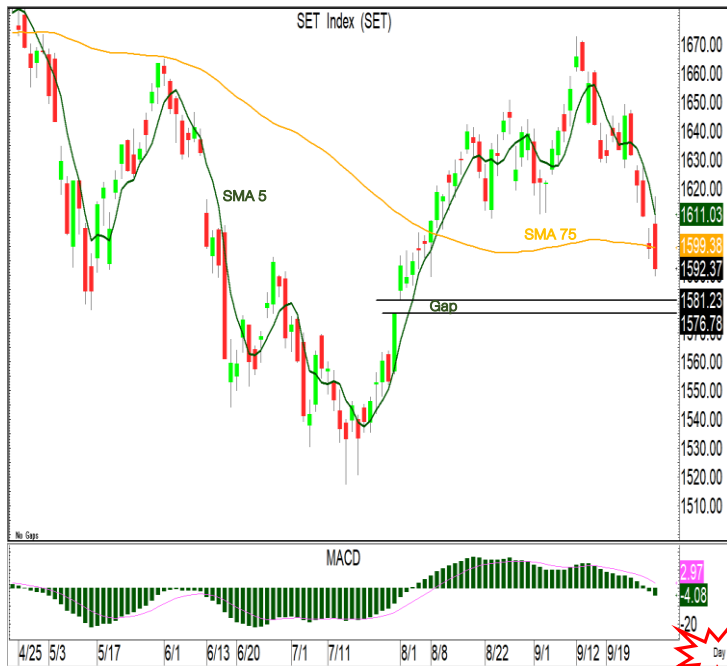 SET Index (SET)
1670.00
1660.00
1650.00
1640.00
1630.00
1620.00
SMA 5
1611.03
SMA 75
1599.38
1592.37
1581.23
Gap
1576.78
1560.00
1550.00
1540.00
1530.00
1520.00
1510.00
No Gaps
MACD
2.97
-4.08
-20
4/25 5/3 5/17 6/1 6/13 6/20 7/1 7/11 8/1 8/8 8/22 9/1 9/12 9/19 Day